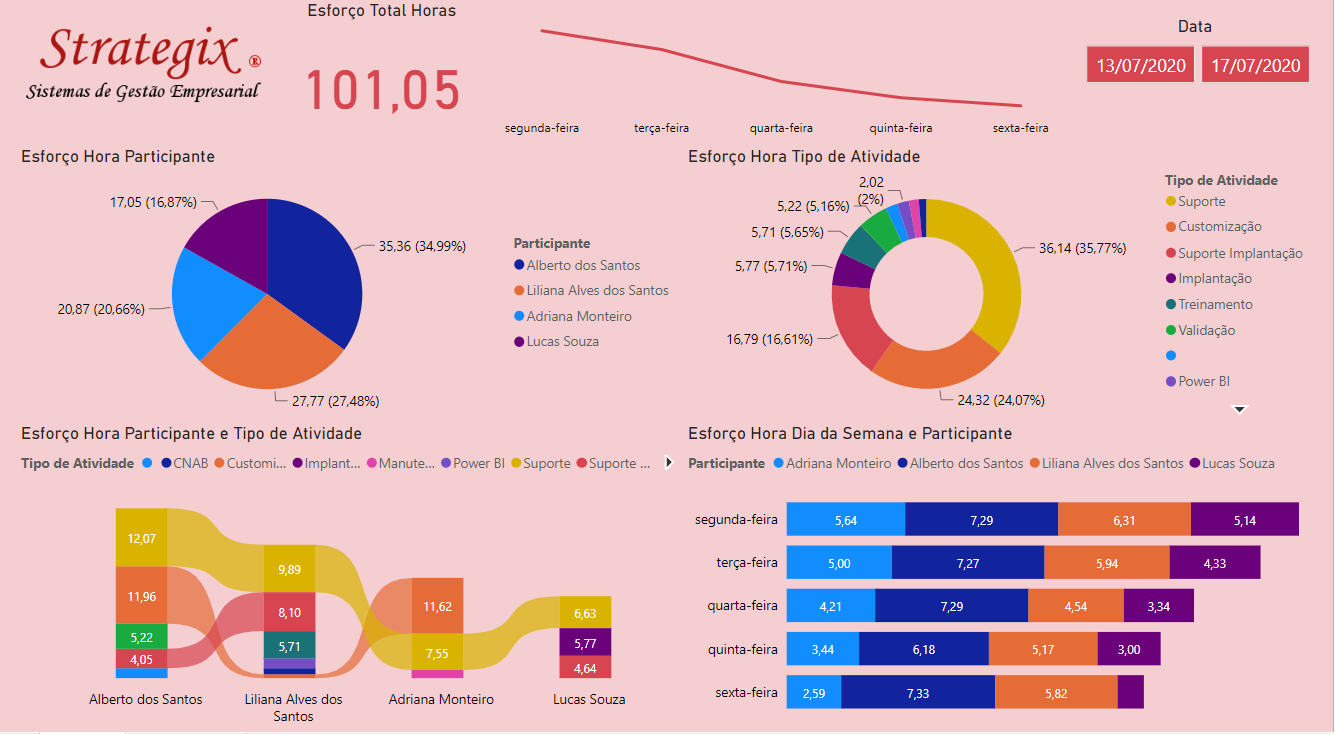 Strategix ®
Sistemas de Gestão Empresarial
Esforço Total Horas
101,05
segunda-feira
terça-feira
quarta-feira
quinta-feira
sexta-feira
Data
13/07/2020
17/07/2020
Esforço Hora Participante
17,05 (16,87%)
35,36 (34,99%)
20,87 (20,66%)
27,77 (27,48%)
Participante
Alberto dos Santos
Liliana Alves dos Santos
Adriana Monteiro
Lucas Souza
Esforço Hora Tipo de Atividade
2,02
(2%)
5,22 (5,16%)
5,71 (5,65%)
5,77 (5,71%)
16,79 (16,61%)
36,14 (35,77%)
24,32 (24,07%)
Tipo de Atividade
Suporte
Customização
Suporte Implantação
Implantação
Treinamento
Validação
Power BI
Esforço Hora Participante e Tipo de Atividade
Tipo de Atividade CNAB Customi... Implant... Manute... Power BI Suporte Suporte ...
12,07
11,96
5,22
4,05
9,89
8,10
5,71
11,62
7,55
6,63
5,77
4,64
Alberto dos Santos
Liliana Alves dos
Santos
Adriana Monteiro
Lucas Souza
Esforço Hora Dia da Semana e Participante
Participante Adriana Monteiro Alberto dos Santos Liliana Alves dos Santos Lucas Souza
segunda-feira 5,64 7,29 6,31 5,14
terça-feira 5,00 7,27 5,94 4,33
quarta-feira 4,21 7,29 4,54 3,34
quinta-feira 3,44 6,18 5,17 3,00
sexta-feira 2,59 7,33 5,82